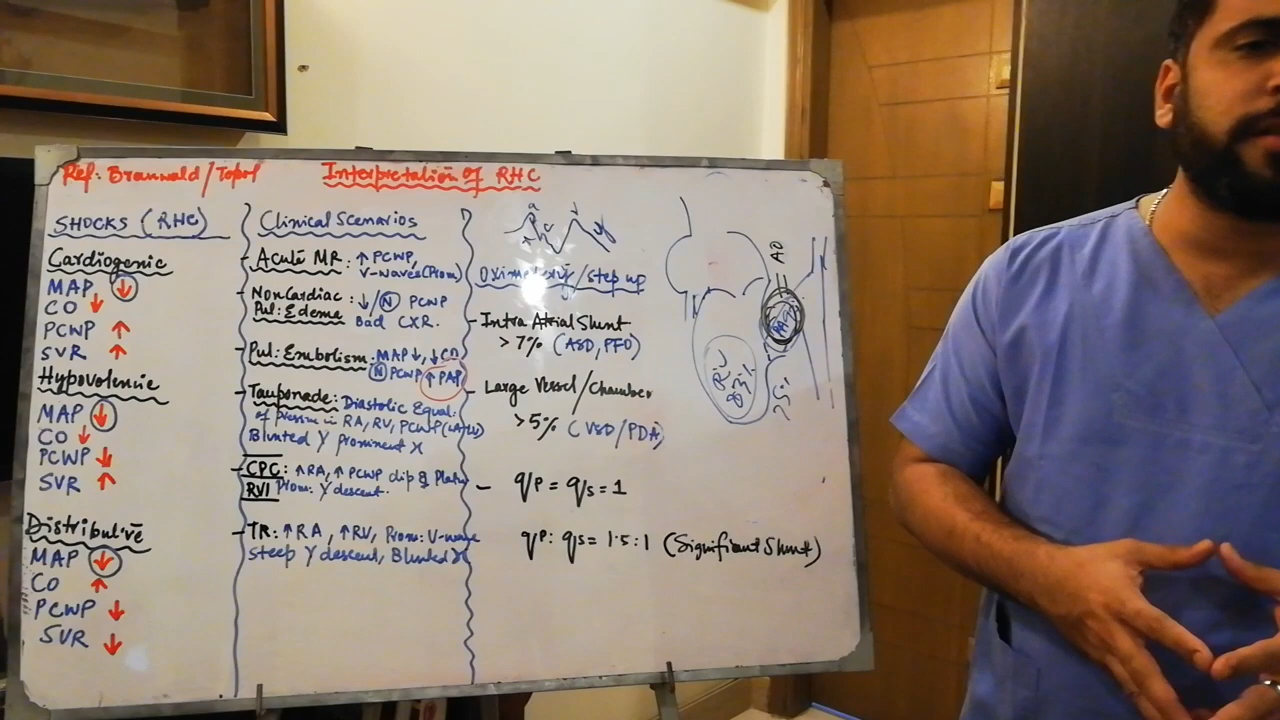 Ref: Braunwald/Topol
Interpretation of RHC
SHOCKS (RHC)
Cardiogenic
MAP ↓
CO ↓
PCWP ↑
SVR ↑
Hypovolemic
MAP ↓
CO ↓
PCWP ↓
SVR ↑
Distributive
MAP ↓
CO ↑
PCWP ↓
SVR ↓
Clinical Scenarios
- Acute MR: ↑ PCWP,
V-waves (Prom)
- NonCardiac : ↓/N PCWP
Pul: Edema Bad CXR.
- Pul: Embolism: MAP↓, ↓CO
N PCWP ↑ PAP
- Tamponade: Diastolic Equal.
of pressure in RA, RV, PCWP
Blunted Y prominent X
- CPC: ↑RA, ↑ PCWP dip & Platu
RVI Prom: Y descent.
- TR: ↑RA, ↑RV, Prom: V-wave
steep Y descent, Blunted X
a
c
y
Oximetry/step up
- Intra Atrial Shunt
>7% (ASD, PFO)
- Large Vessel/Chamber
>5% (VSD/PDA)
- qp = qs = 1
qp: qs = 1.5:1 (Significant Shunt)
AO
RV
83%
75%